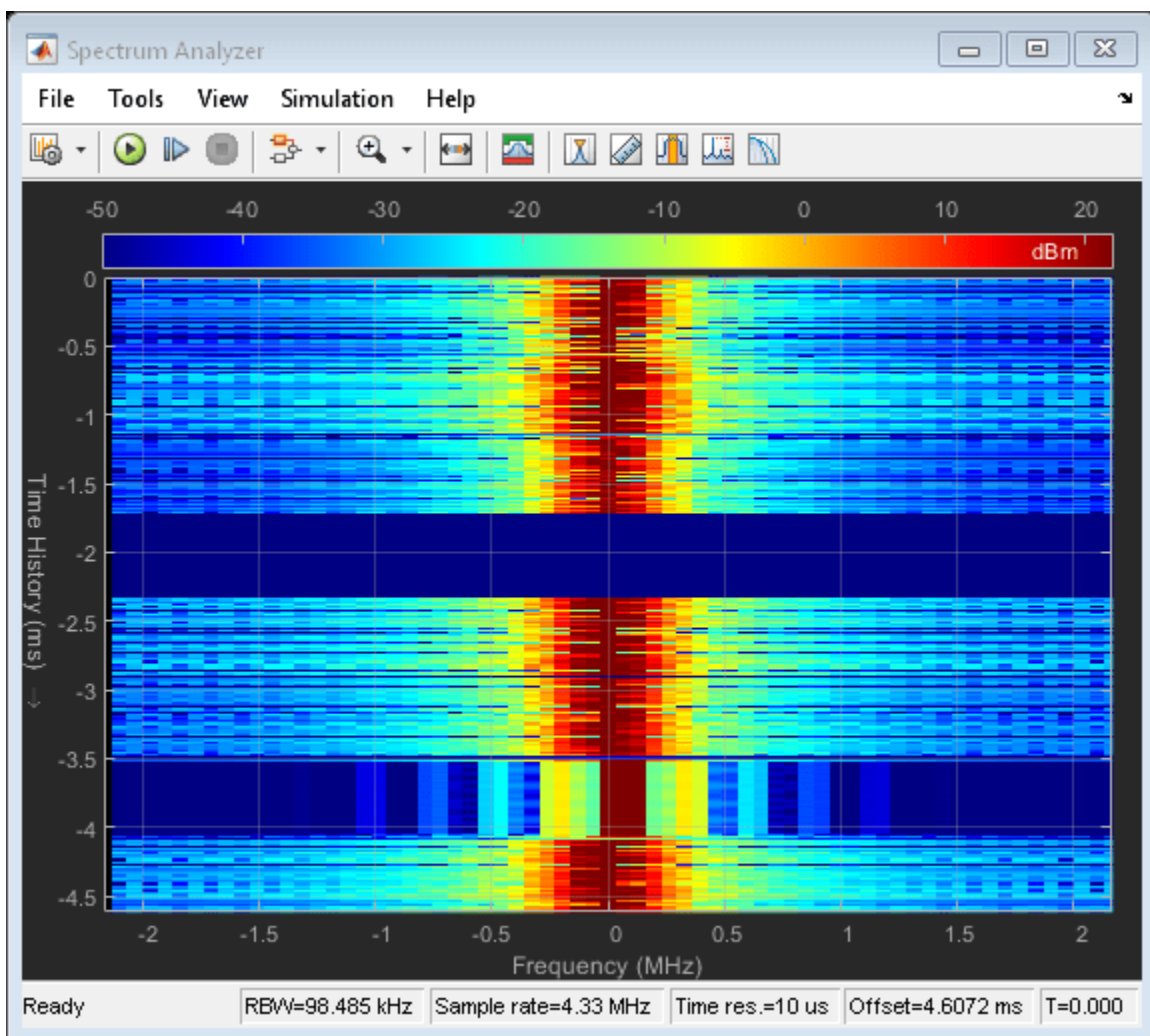 Spectrum Analyzer
File Tools View Simulation Help
-50 -40 -30 -20 -10 0 10 20
dBm
0
-0.5
-1
-1.5
-2
-2.5
-3
-3.5
-4
-4.5
Time History (ms) →
-2 -1.5 -1 -0.5 0 0.5 1 1.5 2
Frequency (MHz)
Ready RBW=98.485 kHz Sample rate=4.33 MHz Time res.=10 us Offset=4.6072 ms T=0.000